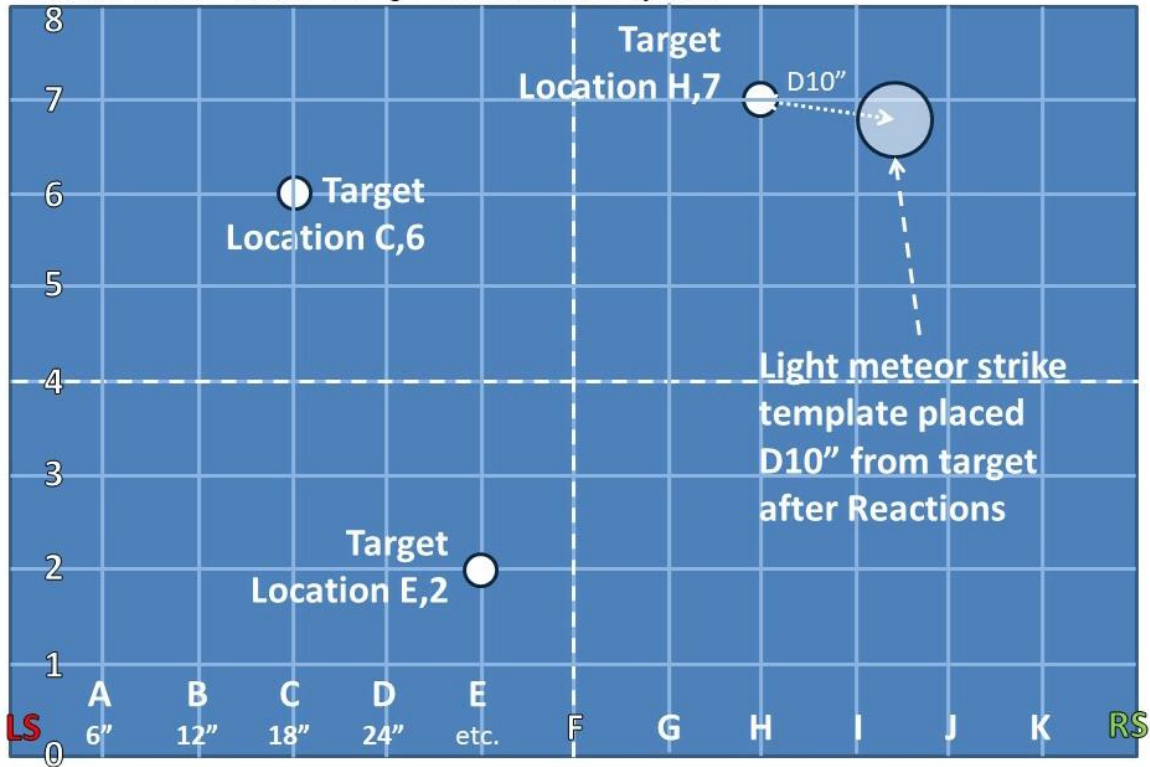 8
Target
Location H,7
D10”
7
6
Target
Location C,6
5
4
Light meteor strike
template placed
D10” from target
after Reactions
3
Target
Location E,2
2
1
A B C D E F G H I J K
LS 6” 12” 18” 24” etc. RS
0